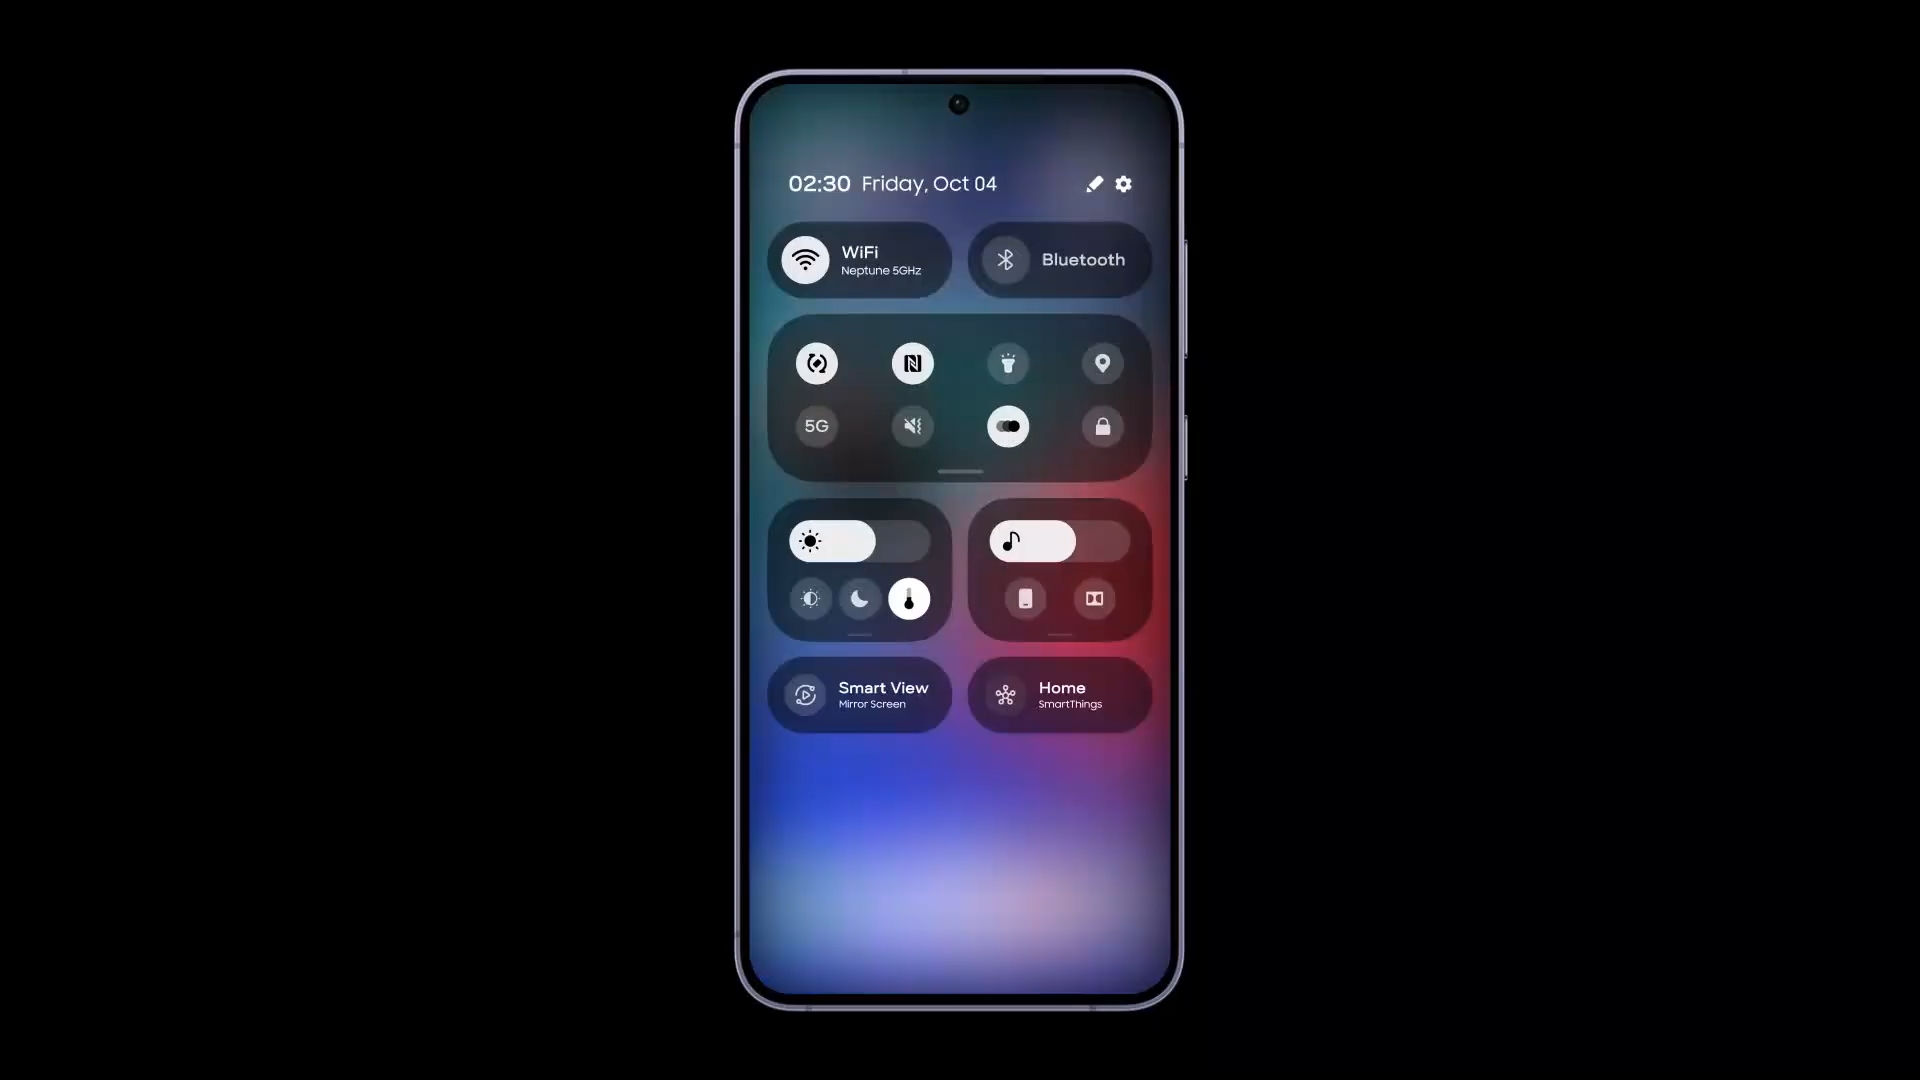 02:30 Friday, Oct 04
WiFi
Neptune 5GHz
Bluetooth
5G
Smart View
Mirror Screen
Home
SmartThings